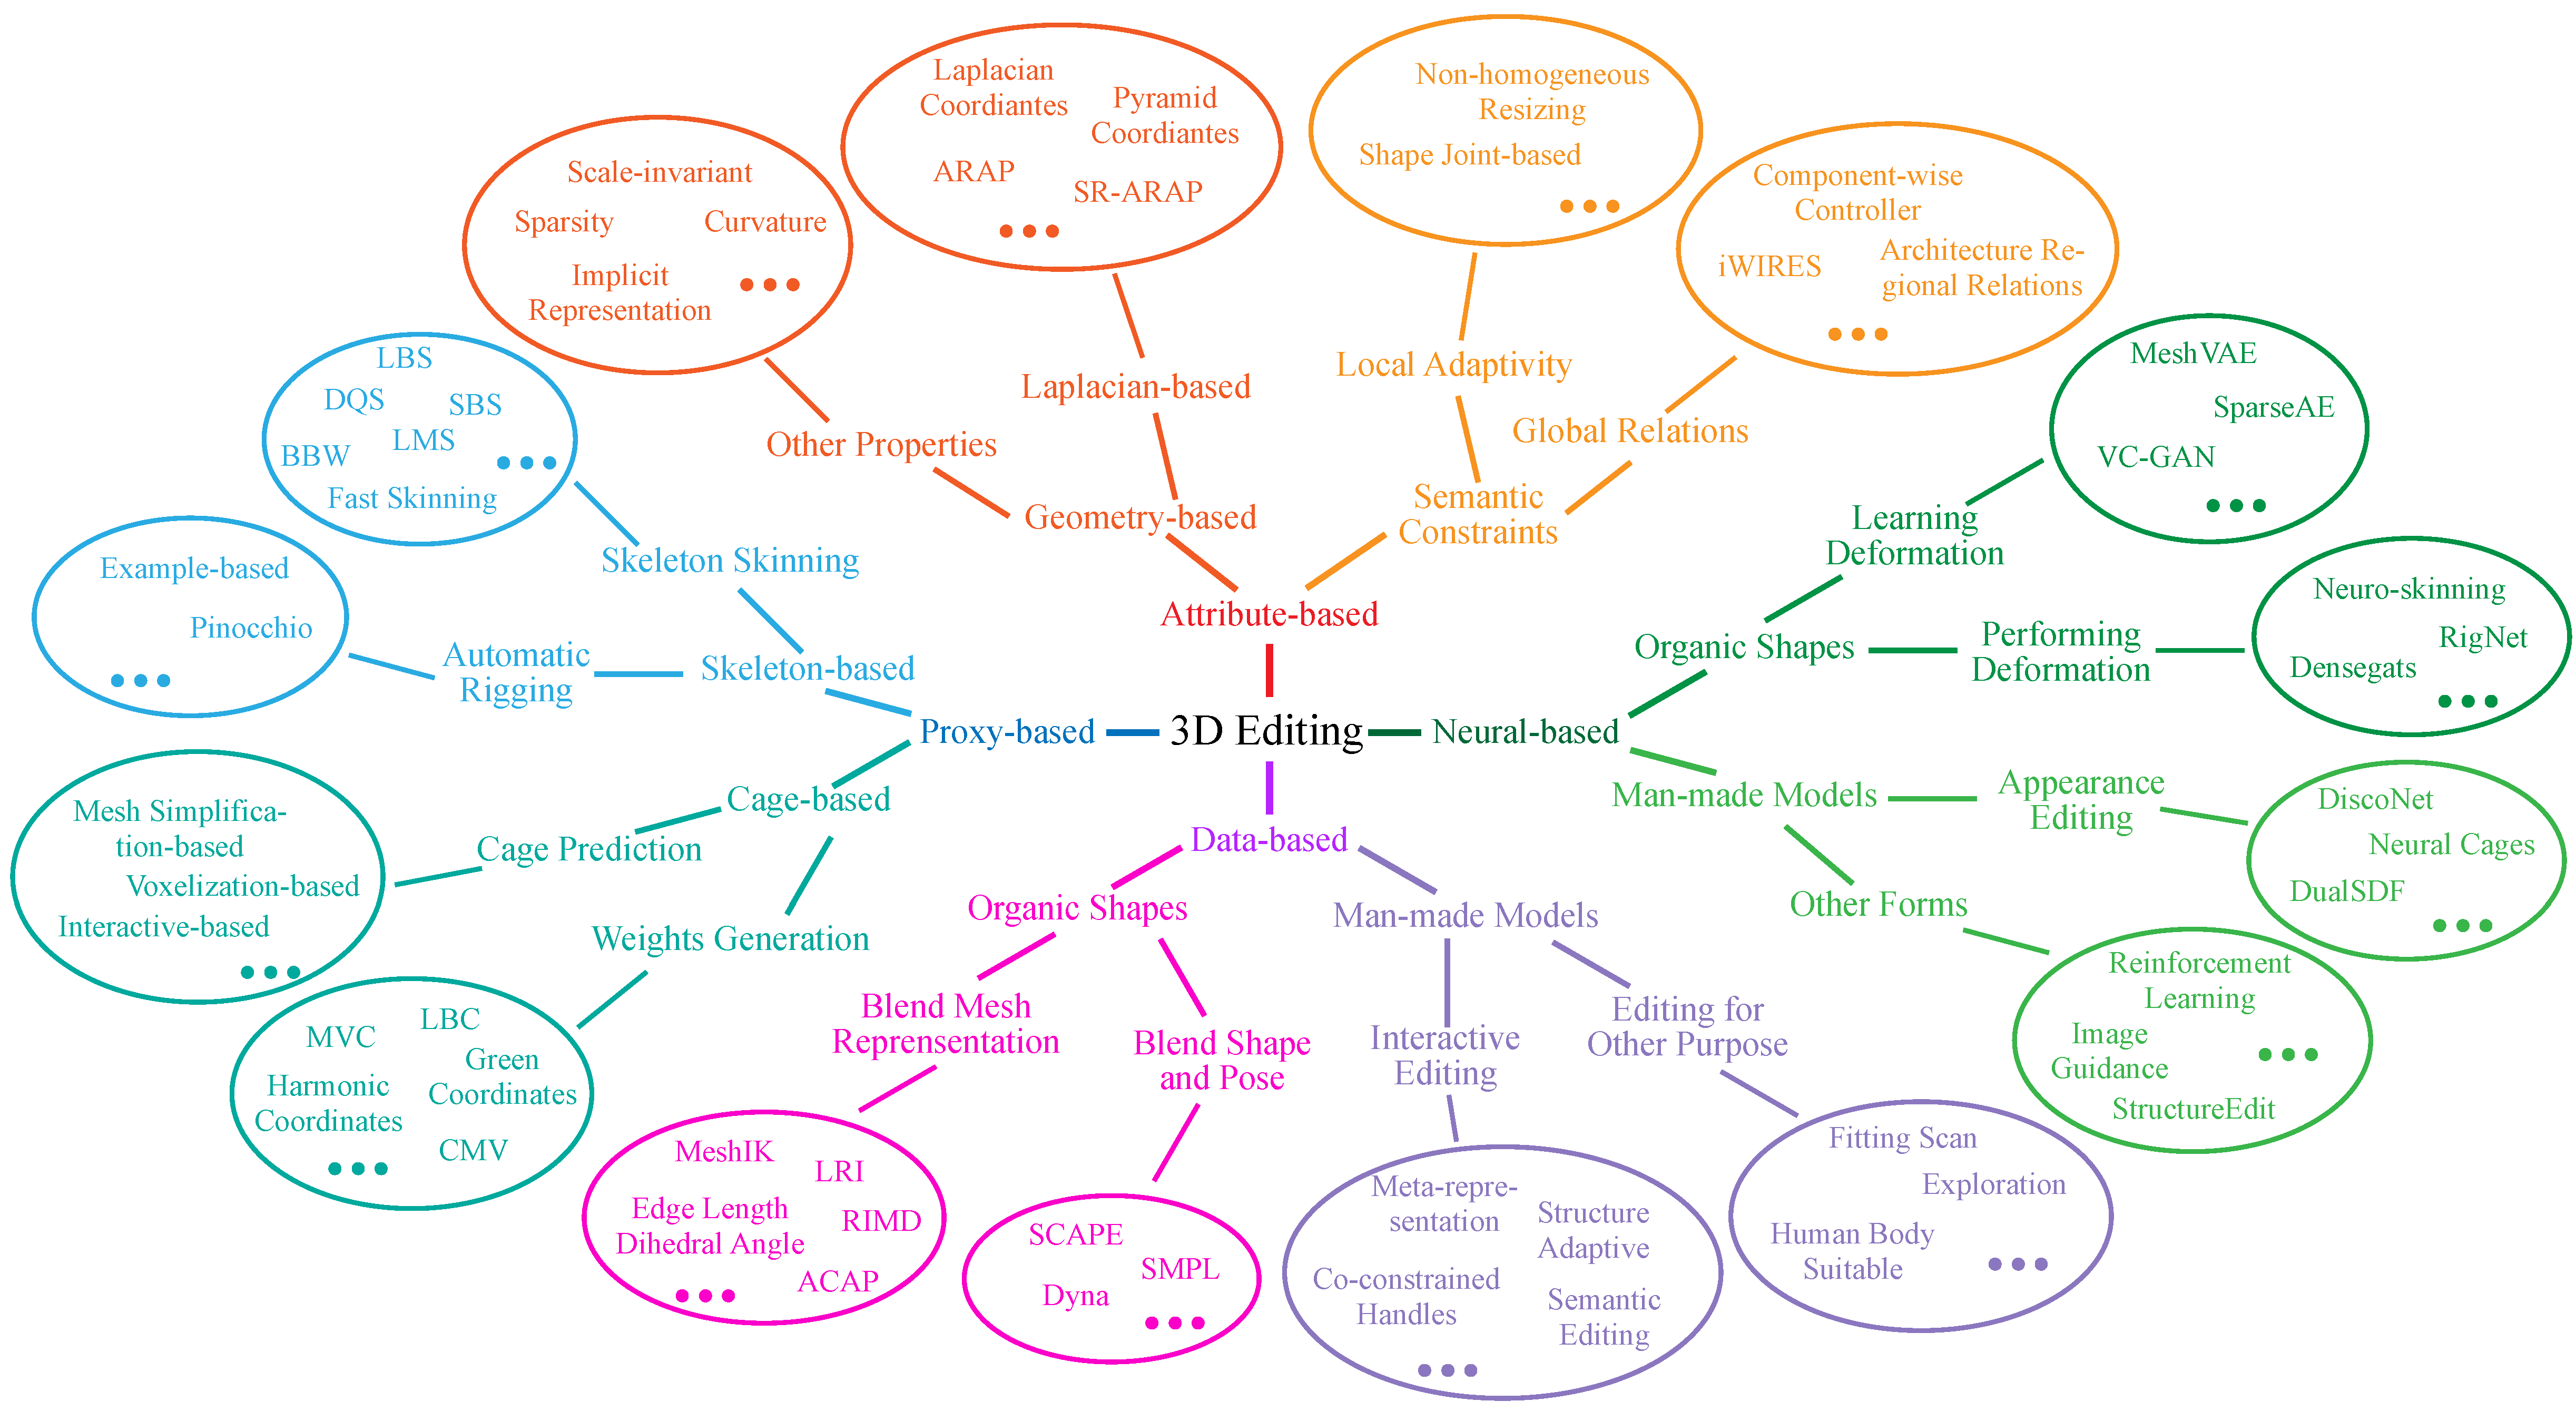 3D Editing
Attribute-based
Geometry-based
Laplacian-based
Laplacian
Coordiantes
Pyramid
Coordiantes
ARAP
SR-ARAP
Other Properties
Scale-invariant
Sparsity
Curvature
Implicit
Representation
Semantic
Constraints
Local Adaptivity
Non-homogeneous
Resizing
Shape Joint-based
Global Relations
Component-wise
Controller
iWIRES
Architecture Re-
gional Relations
Neural-based
Organic Shapes
Learning
Deformation
MeshVAE
SparseAE
VC-GAN
Performing
Deformation
Neuro-skinning
RigNet
Densegats
Man-made Models
Appearance
Editing
DiscoNet
Neural Cages
DualSDF
Other Forms
Reinforcement
Learning
Image
Guidance
StructureEdit
Data-based
Man-made Models
Editing for
Other Purpose
Fitting Scan
Exploration
Human Body
Suitable
Interactive
Editing
Meta-repre-
sentation
Structure
Adaptive
Co-constrained
Handles
Semantic
Editing
Organic Shapes
Blend Shape
and Pose
SCAPE
SMPL
Dyna
Blend Mesh
Reprensentation
MeshIK
LRI
Edge Length
Dihedral Angle
RIMD
ACAP
Proxy-based
Cage-based
Weights Generation
MVC
LBC
Green
Coordinates
Harmonic
Coordinates
CMV
Cage Prediction
Mesh Simplifica-
tion-based
Voxelization-based
Interactive-based
Skeleton-based
Automatic
Rigging
Example-based
Pinocchio
Skeleton Skinning
LBS
DQS
SBS
LMS
BBW
Fast Skinning